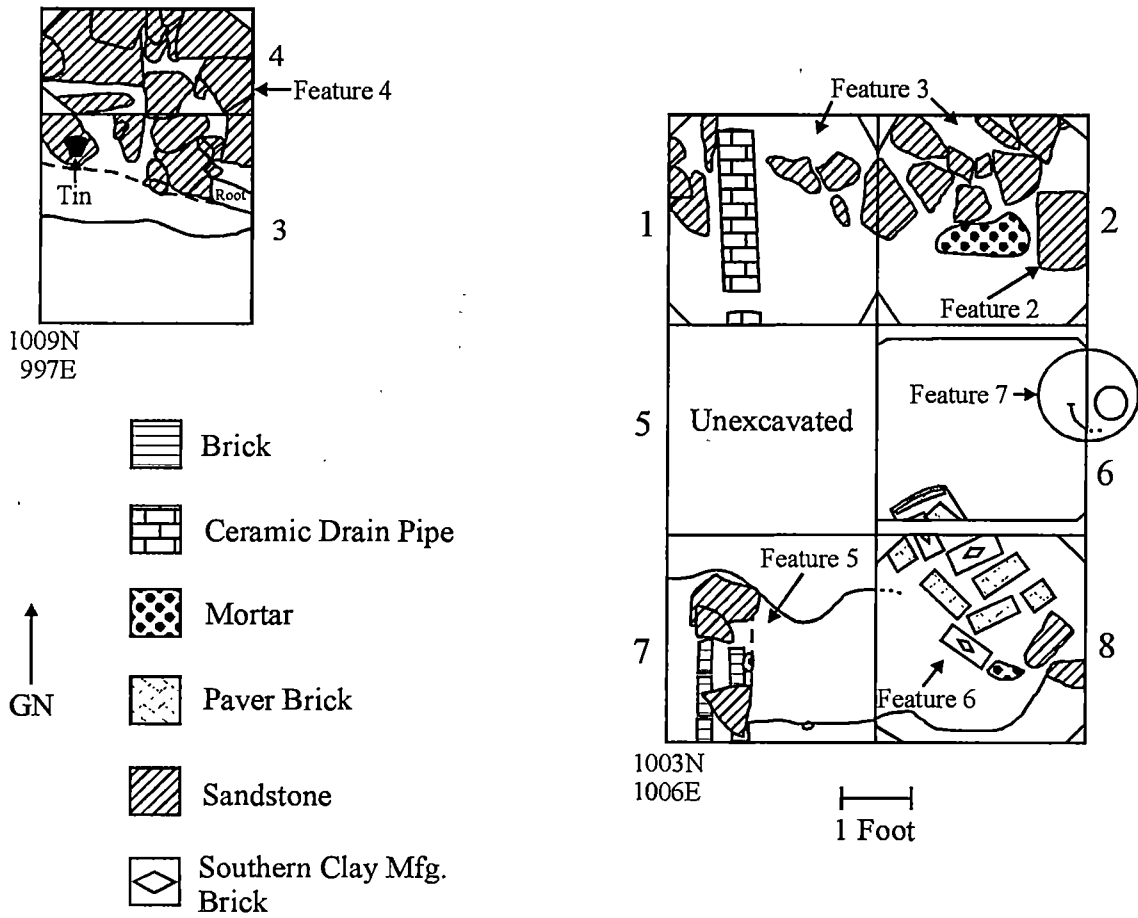 4
Feature 4
Tin
Root
3
1009N
997E
Feature 3
1
2
Feature 2
5
Unexcavated
Feature 7
6
Feature 5
7
8
Feature 6
1003N
1006E
1 Foot
GN
Brick
Ceramic Drain Pipe
Mortar
Paver Brick
Sandstone
Southern Clay Mfg.
Brick